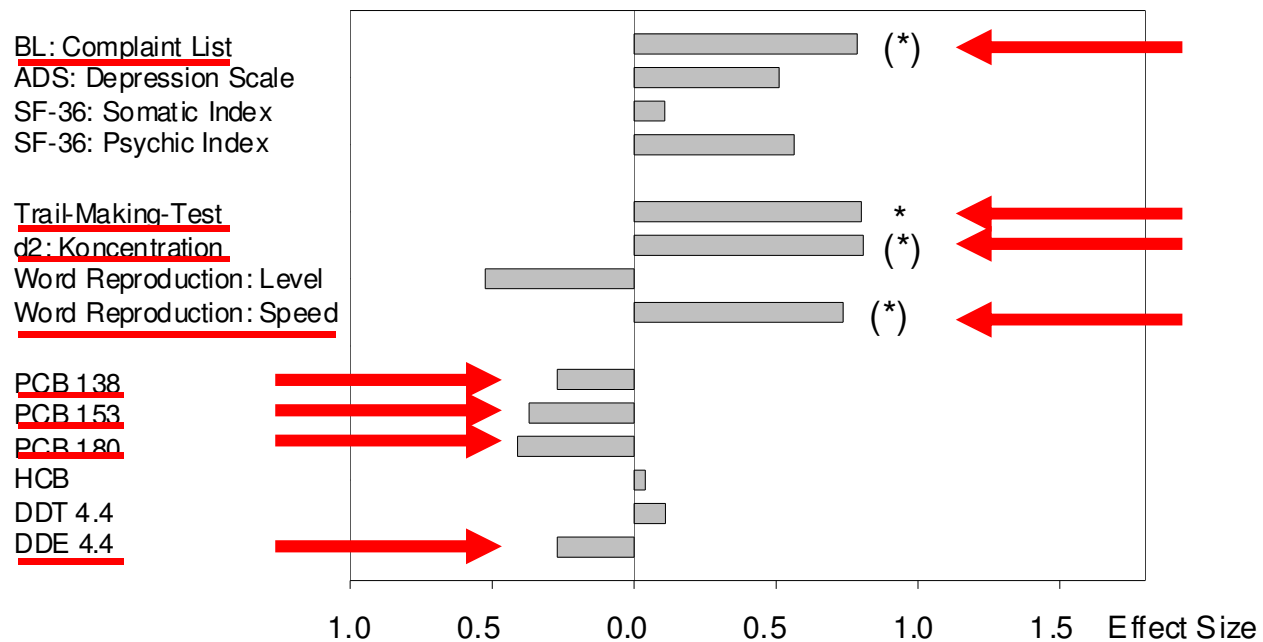 BL: Complaint List (*)
ADS: Depression Scale
SF-36: Somatic Index
SF-36: Psychic Index
Trail-Making-Test *
d2: Koncentration (*)
Word Reproduction: Level
Word Reproduction: Speed (*)
PCB 138
PCB 153
PCB 180
HCB
DDT 4.4
DDE 4.4
1.0 0.5 0.0 0.5 1.0 1.5 Effect Size